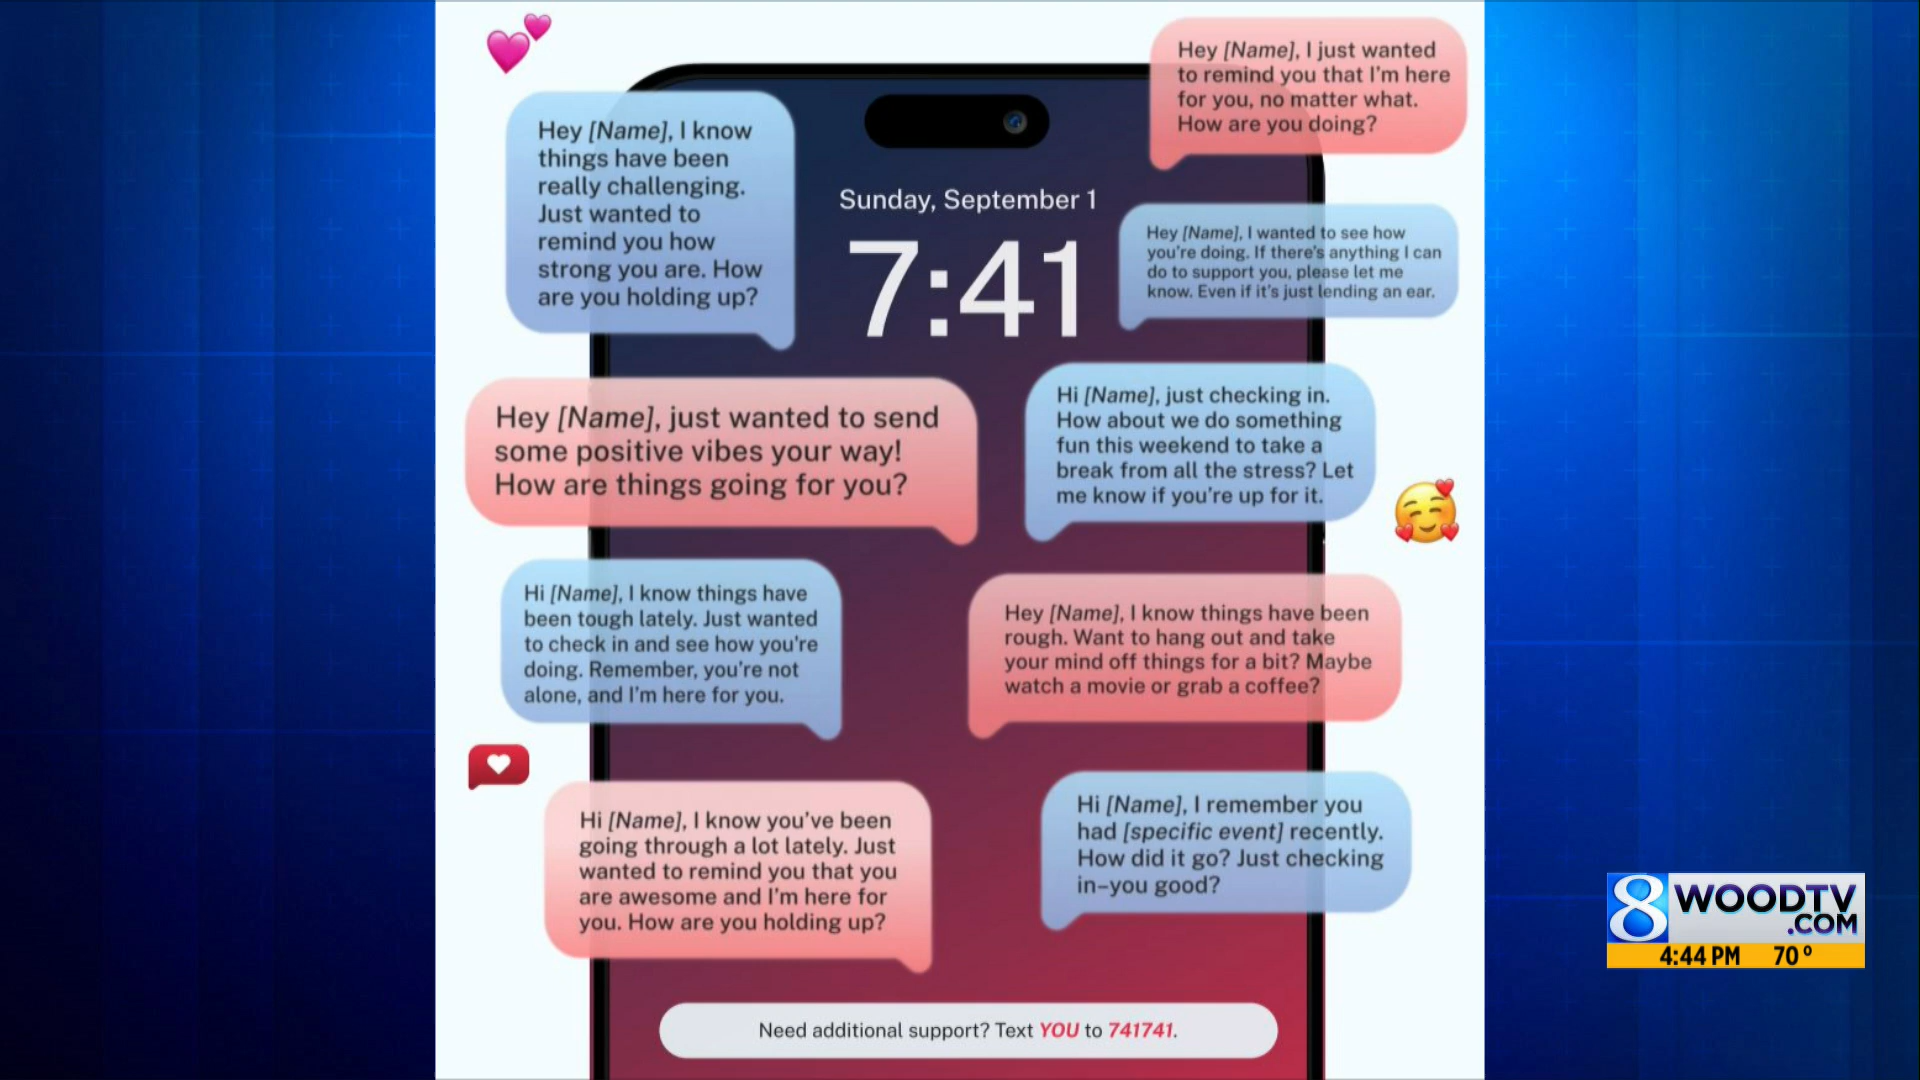 Hey [Name], I just wanted
to remind you that I'm here
for you, no matter what.
How are you doing?
Hey [Name], I know
things have been
really challenging.
Just wanted to
remind you how
strong you are. How
are you holding up?
Sunday, September 1
7:41
Hey [Name], I wanted to see how
you're doing. If there's anything I can
do to support you, please let me
know. Even if it's just lending an ear.
Hey [Name], just wanted to send
some positive vibes your way!
How are things going for you?
Hi [Name], just checking in.
How about we do something
fun this weekend to take a
break from all the stress? Let
me know if you're up for it.
Hi [Name], I know things have
been tough lately. Just wanted
to check in and see how you're
doing. Remember, you're not
alone, and I'm here for you.
Hey [Name], I know things have been
rough. Want to hang out and take
your mind off things for a bit? Maybe
watch a movie or grab a coffee?
Hi [Name], I know you've been
going through a lot lately. Just
wanted to remind you that you
are awesome and I'm here for
you. How are you holding up?
Hi [Name], I remember you
had [specific event] recently.
How did it go? Just checking
in–you good?
Need additional support? Text YOU to 741741.
8 WOODTV
.COM
4:44 PM 70°